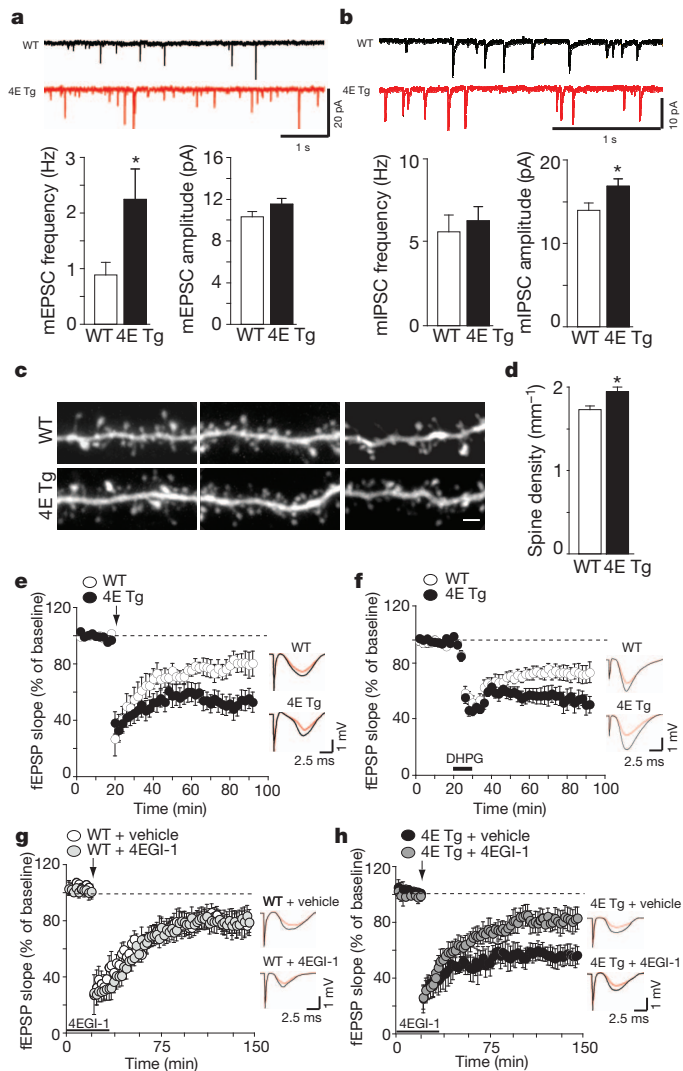 a
WT
4E Tg
20 pA
1 s
mEPSC frequency (Hz)
3
2
1
0
WT 4E Tg
*
mEPSC amplitude (pA)
16
12
8
4
0
WT 4E Tg
b
WT
4E Tg
10 pA
1 s
mIPSC frequency (Hz)
10
5
0
WT 4E Tg
mIPSC amplitude (pA)
20
15
10
5
0
WT 4E Tg
*
c
WT
4E Tg
d
Spine density (mm⁻¹)
2
1
0
WT 4E Tg
*
e
WT
4E Tg
fEPSP slope (% of baseline)
120
80
40
0
0 20 40 60 80 100
Time (min)
WT
4E Tg
1 mV
2.5 ms
f
WT
4E Tg
fEPSP slope (% of baseline)
120
80
40
0
DHPG
0 20 40 60 80 100
Time (min)
WT
4E Tg
1 mV
2.5 ms
g
WT + vehicle
WT + 4EGI-1
fEPSP slope (% of baseline)
120
80
40
0
4EGI-1
0 75 150
Time (min)
WT + vehicle
WT + 4EGI-1
1 mV
2.5 ms
h
4E Tg + vehicle
4E Tg + 4EGI-1
fEPSP slope (% of baseline)
120
80
40
0
4EGI-1
0 75 150
Time (min)
4E Tg + vehicle
4E Tg + 4EGI-1
1 mV
2.5 ms